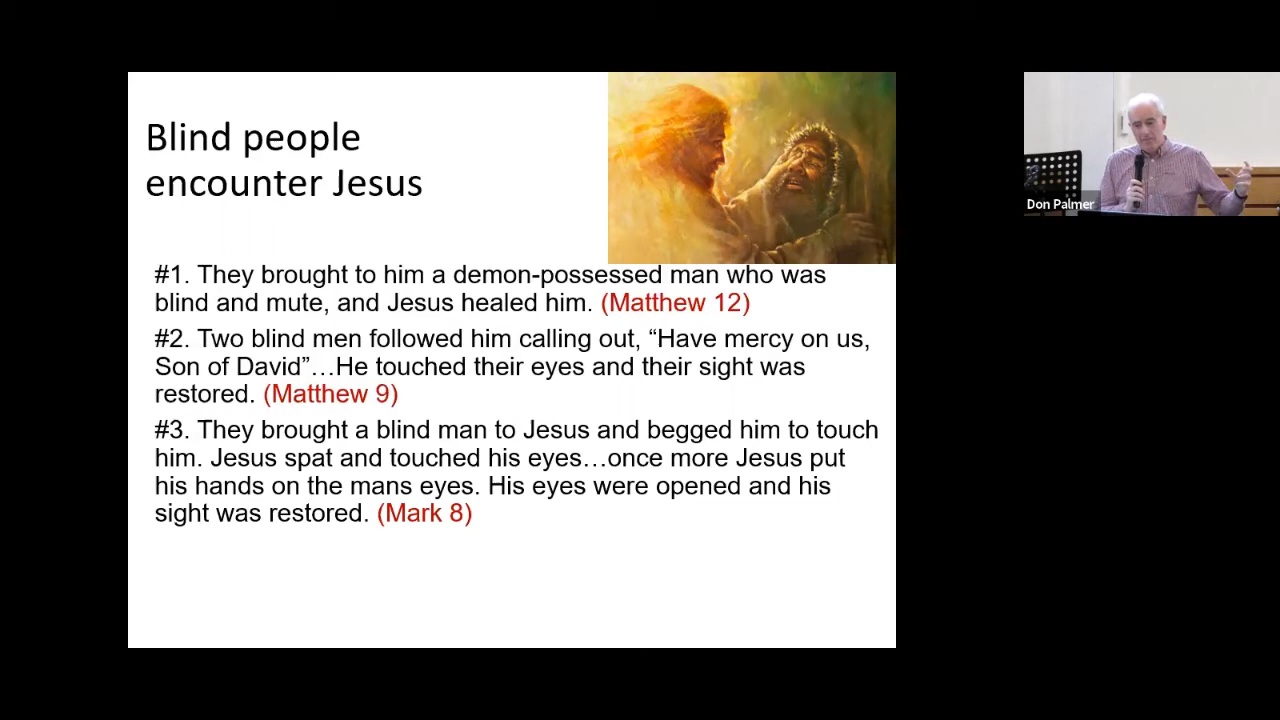 Blind people
encounter Jesus
Don Palmer
#1. They brought to him a demon-possessed man who was
blind and mute, and Jesus healed him. (Matthew 12)
#2. Two blind men followed him calling out, “Have mercy on us,
Son of David”…He touched their eyes and their sight was
restored. (Matthew 9)
#3. They brought a blind man to Jesus and begged him to touch
him. Jesus spat and touched his eyes…once more Jesus put
his hands on the mans eyes. His eyes were opened and his
sight was restored. (Mark 8)